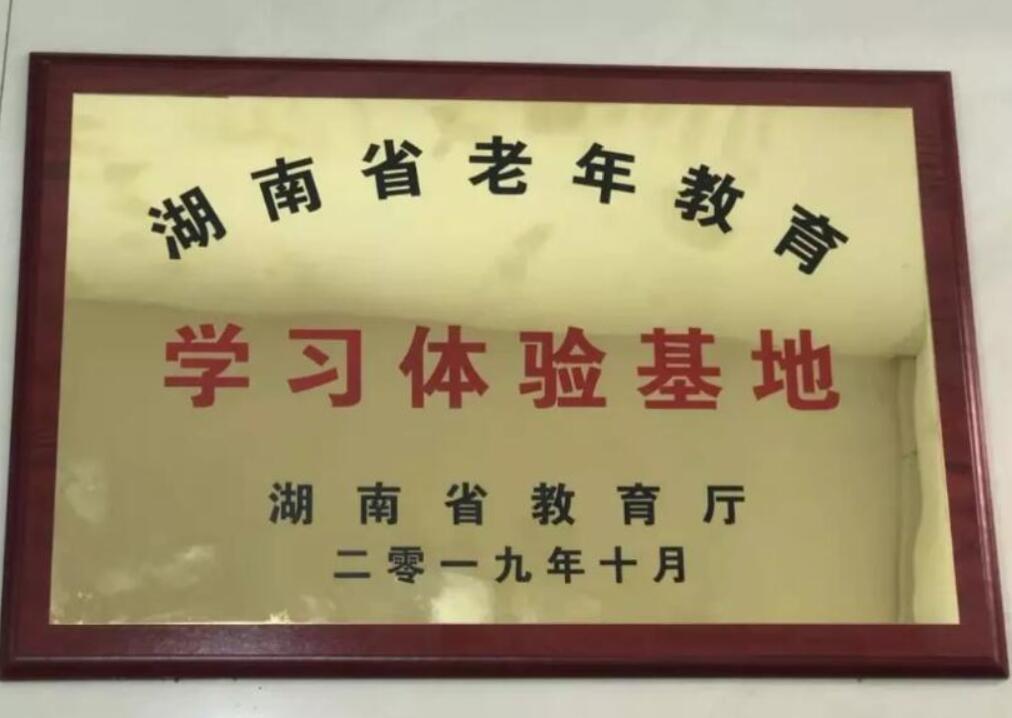 湖南省老年教育
学习体验基地
湖南省教育厅
二零一九年十月